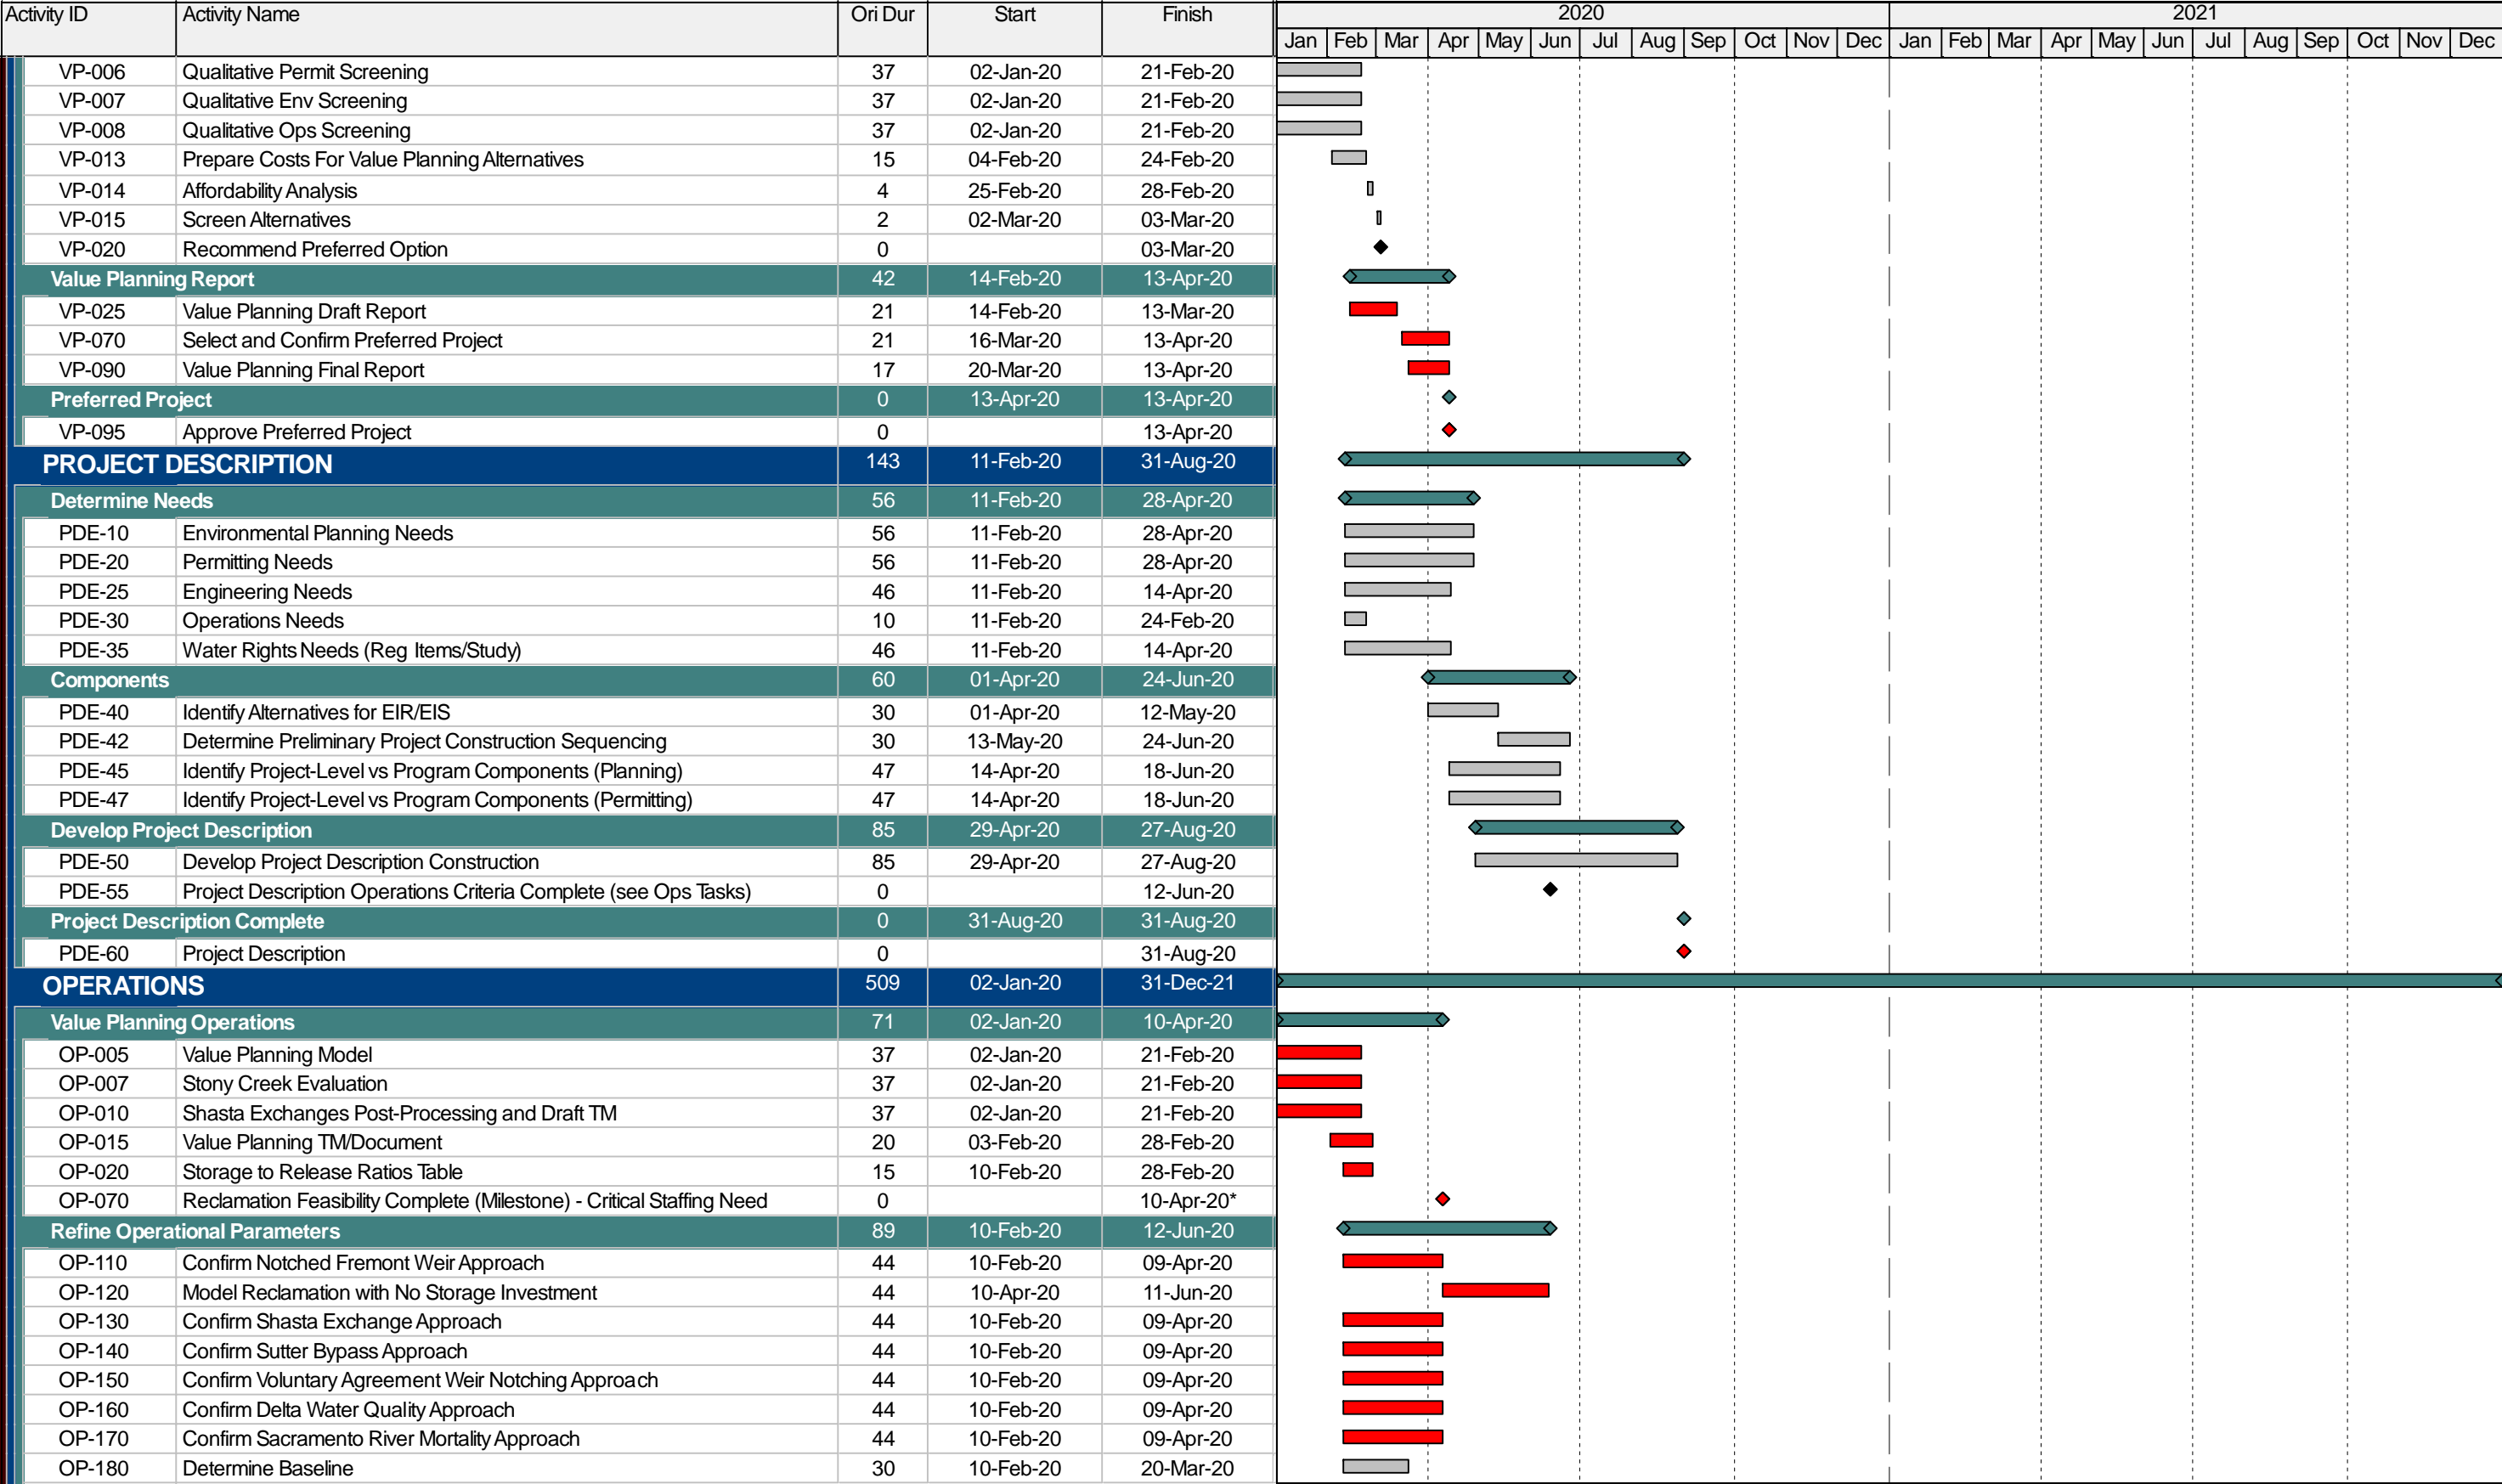 Activity ID Activity Name Ori Dur Start Finish 2020 2021
Jan Feb Mar Apr May Jun Jul Aug Sep Oct Nov Dec Jan Feb Mar Apr May Jun Jul Aug Sep Oct Nov Dec
VP-006 Qualitative Permit Screening 37 02-Jan-20 21-Feb-20
VP-007 Qualitative Env Screening 37 02-Jan-20 21-Feb-20
VP-008 Qualitative Ops Screening 37 02-Jan-20 21-Feb-20
VP-013 Prepare Costs For Value Planning Alternatives 15 04-Feb-20 24-Feb-20
VP-014 Affordability Analysis 4 25-Feb-20 28-Feb-20
VP-015 Screen Alternatives 2 02-Mar-20 03-Mar-20
VP-020 Recommend Preferred Option 0 03-Mar-20
Value Planning Report 42 14-Feb-20 13-Apr-20
VP-025 Value Planning Draft Report 21 14-Feb-20 13-Mar-20
VP-070 Select and Confirm Preferred Project 21 16-Mar-20 13-Apr-20
VP-090 Value Planning Final Report 17 20-Mar-20 13-Apr-20
Preferred Project 0 13-Apr-20 13-Apr-20
VP-095 Approve Preferred Project 0 13-Apr-20
PROJECT DESCRIPTION 143 11-Feb-20 31-Aug-20
Determine Needs 56 11-Feb-20 28-Apr-20
PDE-10 Environmental Planning Needs 56 11-Feb-20 28-Apr-20
PDE-20 Permitting Needs 56 11-Feb-20 28-Apr-20
PDE-25 Engineering Needs 46 11-Feb-20 14-Apr-20
PDE-30 Operations Needs 10 11-Feb-20 24-Feb-20
PDE-35 Water Rights Needs (Reg Items/Study) 46 11-Feb-20 14-Apr-20
Components 60 01-Apr-20 24-Jun-20
PDE-40 Identify Alternatives for EIR/EIS 30 01-Apr-20 12-May-20
PDE-42 Determine Preliminary Project Construction Sequencing 30 13-May-20 24-Jun-20
PDE-45 Identify Project-Level vs Program Components (Planning) 47 14-Apr-20 18-Jun-20
PDE-47 Identify Project-Level vs Program Components (Permitting) 47 14-Apr-20 18-Jun-20
Develop Project Description 85 29-Apr-20 27-Aug-20
PDE-50 Develop Project Description Construction 85 29-Apr-20 27-Aug-20
PDE-55 Project Description Operations Criteria Complete (see Ops Tasks) 0 12-Jun-20
Project Description Complete 0 31-Aug-20 31-Aug-20
PDE-60 Project Description 0 31-Aug-20
OPERATIONS 509 02-Jan-20 31-Dec-21
Value Planning Operations 71 02-Jan-20 10-Apr-20
OP-005 Value Planning Model 37 02-Jan-20 21-Feb-20
OP-007 Stony Creek Evaluation 37 02-Jan-20 21-Feb-20
OP-010 Shasta Exchanges Post-Processing and Draft TM 37 02-Jan-20 21-Feb-20
OP-015 Value Planning TM/Document 20 03-Feb-20 28-Feb-20
OP-020 Storage to Release Ratios Table 15 10-Feb-20 28-Feb-20
OP-070 Reclamation Feasibility Complete (Milestone) - Critical Staffing Need 0 10-Apr-20*
Refine Operational Parameters 89 10-Feb-20 12-Jun-20
OP-110 Confirm Notched Fremont Weir Approach 44 10-Feb-20 09-Apr-20
OP-120 Model Reclamation with No Storage Investment 44 10-Apr-20 11-Jun-20
OP-130 Confirm Shasta Exchange Approach 44 10-Feb-20 09-Apr-20
OP-140 Confirm Sutter Bypass Approach 44 10-Feb-20 09-Apr-20
OP-150 Confirm Voluntary Agreement Weir Notching Approach 44 10-Feb-20 09-Apr-20
OP-160 Confirm Delta Water Quality Approach 44 10-Feb-20 09-Apr-20
OP-170 Confirm Sacramento River Mortality Approach 44 10-Feb-20 09-Apr-20
OP-180 Determine Baseline 30 10-Feb-20 20-Mar-20